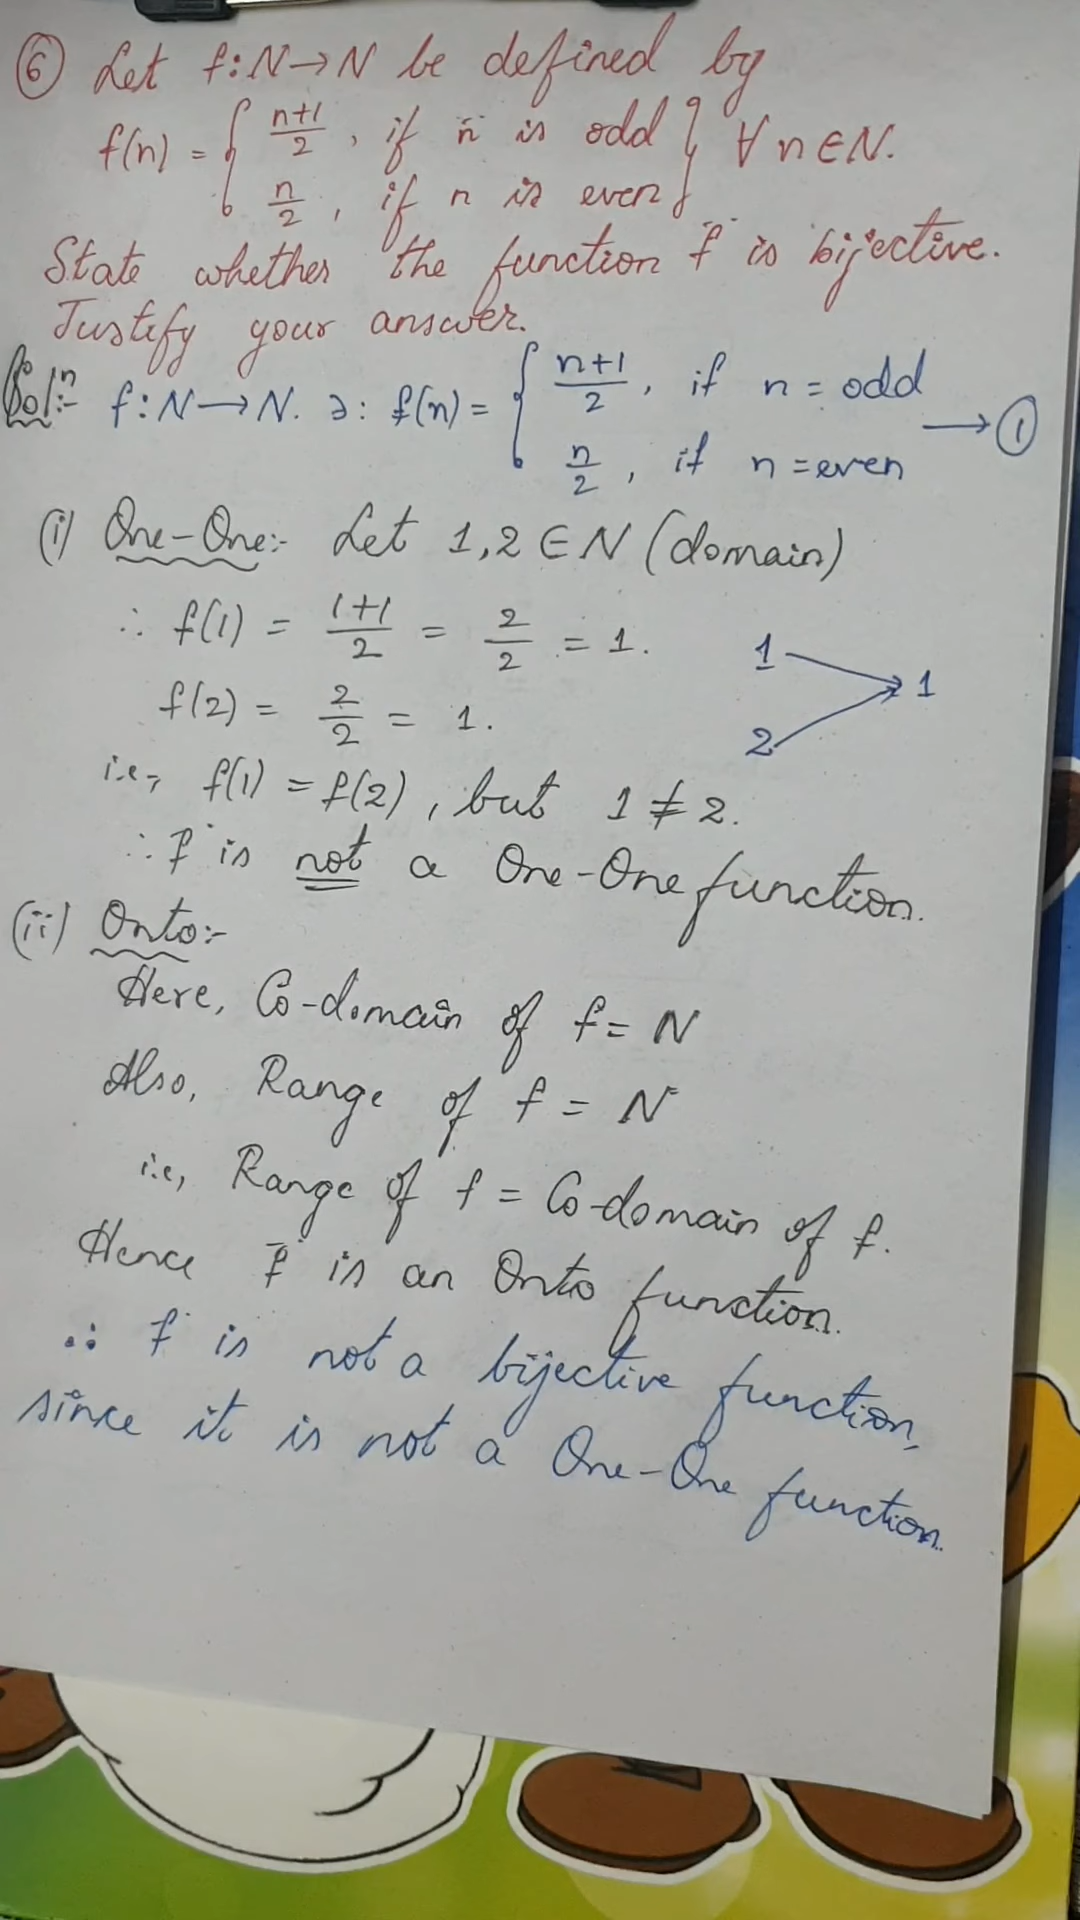 ⑥ Let f:N→N be defined by
f(n) = { n+1/2, if n is odd
n/2, if n is even } ∀ n∈N.
State whether the function f is bijective.
Justify your answer.
Solⁿ:- f:N→N. ∋: f(n) = { n+1/2, if n = odd
n/2, if n = even →①
(i) One-One:- Let 1,2 ∈ N (domain)
∴ f(1) = 1+1/2 = 2/2 = 1.
f(2) = 2/2 = 1.
1 → 1
2
i.e, f(1) = f(2), but 1 ≠ 2.
∴ f is not a One-One function.
(ii) Onto:-
Here, Co-domain of f = N
Also, Range of f = N
i.e, Range of f = Co-domain of f.
Hence f is an Onto function.
∴ f is not a bijective function,
since it is not a One-One function.